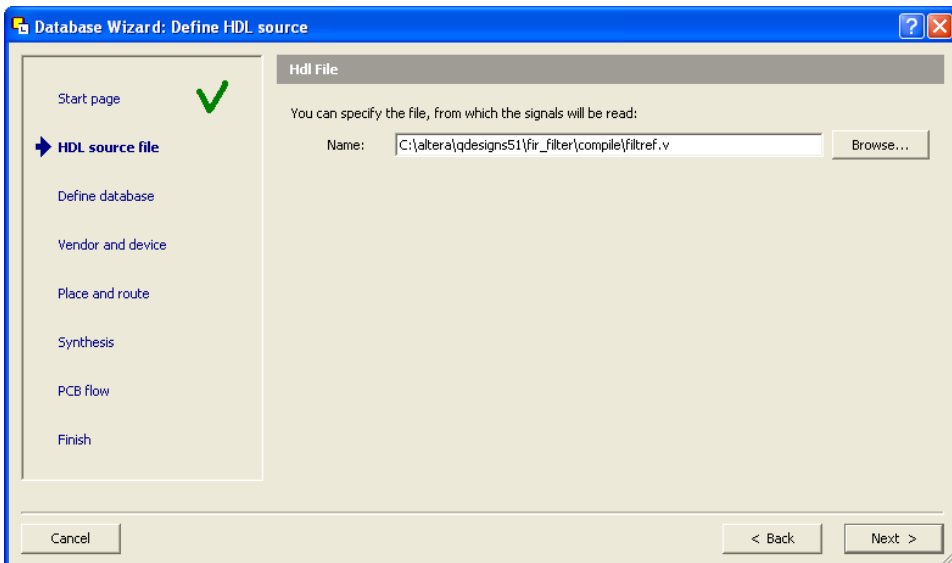 Database Wizard: Define HDL source
Hdl File
Start page
HDL source file
Define database
Vendor and device
Place and route
Synthesis
PCB flow
Finish
You can specify the file, from which the signals will be read:
Name: C:\altera\qdesigns51\fir_filter\compile\filtref.v Browse...
Cancel < Back Next >